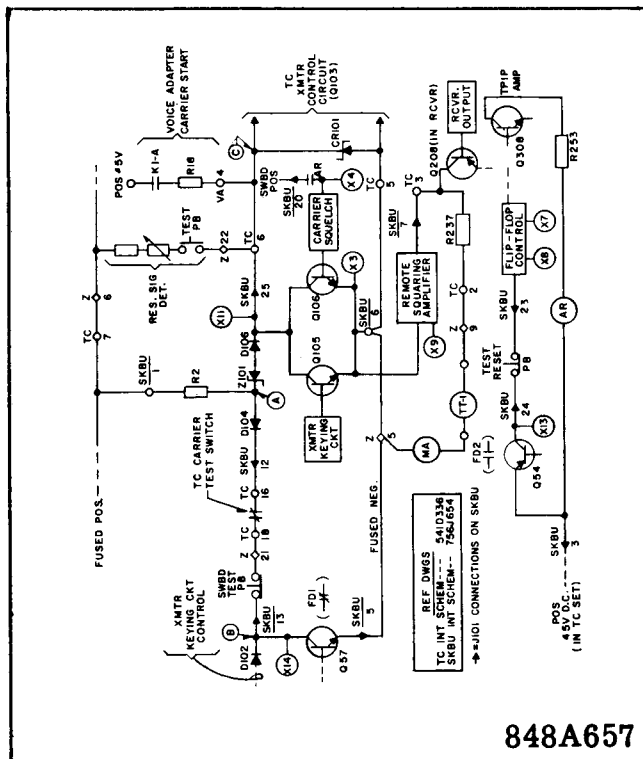 VOICE ADAPTER
CARRIER START
POS 45V
K1-A
R18
VA 4
TC
XMTR
CONTROL
CIRCUIT
(Q103)
C
CR101
RES. SIG
DET.
TEST
PB
Z 22
TC
6
SWBD
POS
SKBU
20
TAR
X4
CARRIER
SQUELCH
TC
5
Z
6
TC
7
SKBU
25
X11
D106
Z101
Q106
Q105
X3
SKBU
6
SKBU
7
TC
3
REMOTE
SQUARING
AMPLIFIER
X9
Q208 (IN RCVR)
RCVR.
OUTPUT
TPIP
AMP
Q308
R253
SKBU
1
R2
A
D104
SKBU
12
XMTR
KEYING
CKT
R237
TC
2
Z
9
TT-1
MA
Z
5
FLIP-FLOP
CONTROL
X7
X8
SKBU
23
TEST
RESET
PB
AR
SKBU
24
X13
FD2
Q54
FUSED POS.
TC CARRIER
TEST SWITCH
TC
16
TC
18
Z
21
SWBD
TEST
PB
FUSED NEG.
XMTR
KEYING CKT
CONTROL
B
SKBU
13
D102
X14
FD1
Q57
SKBU
5
REF DWGS
TC INT SCHEM--- 541D336
SKBU INT SCHEM-- 756J654
=J101 CONNECTIONS ON SKBU
SKBU
3
POS
45V D.C.
(IN TC SET)
848A657